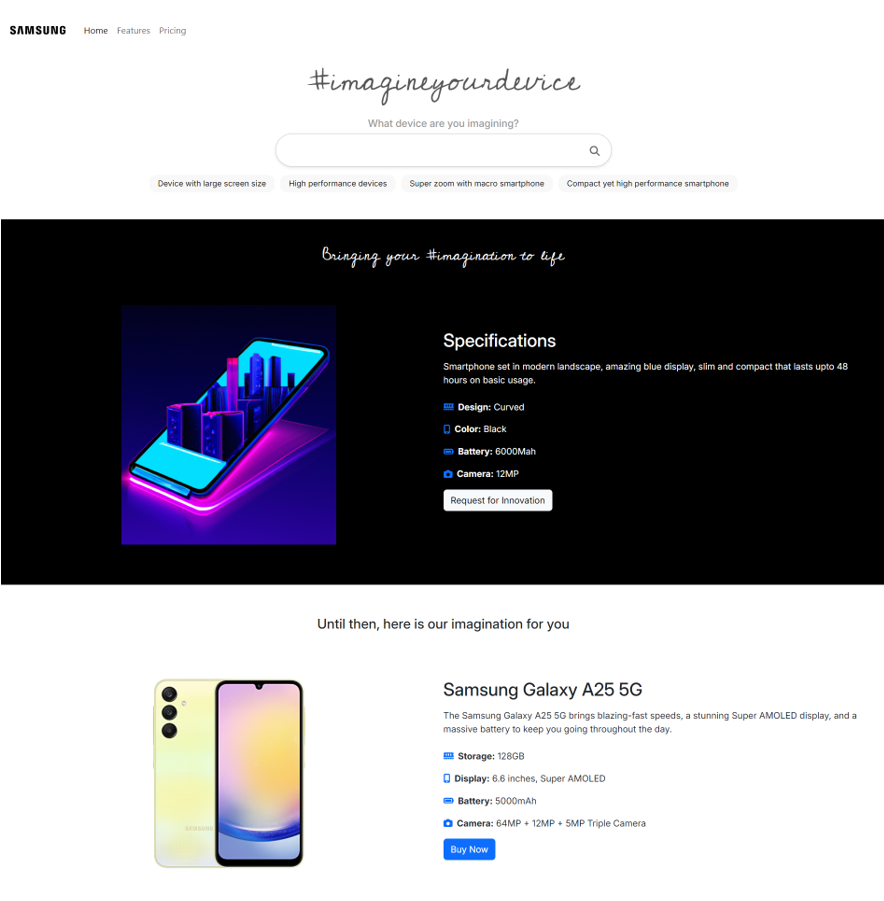 SAMSUNG Home Features Pricing
#imagineyourdevice
What device are you imagining?
Device with large screen size High performance devices Super zoom with macro smartphone Compact yet high performance smartphone
Bringing your #imagination to life
Specifications
Smartphone set in modern landscape, amazing blue display, slim and compact that lasts upto 48
hours on basic usage.
Design: Curved
Color: Black
Battery: 6000Mah
Camera: 12MP
Request for Innovation
Until then, here is our imagination for you
Samsung Galaxy A25 5G
The Samsung Galaxy A25 5G brings blazing-fast speeds, a stunning Super AMOLED display, and a
massive battery to keep you going throughout the day.
Storage: 128GB
Display: 6.6 inches, Super AMOLED
Battery: 5000mAh
Camera: 64MP + 12MP + 5MP Triple Camera
SAMSUNG
Buy Now